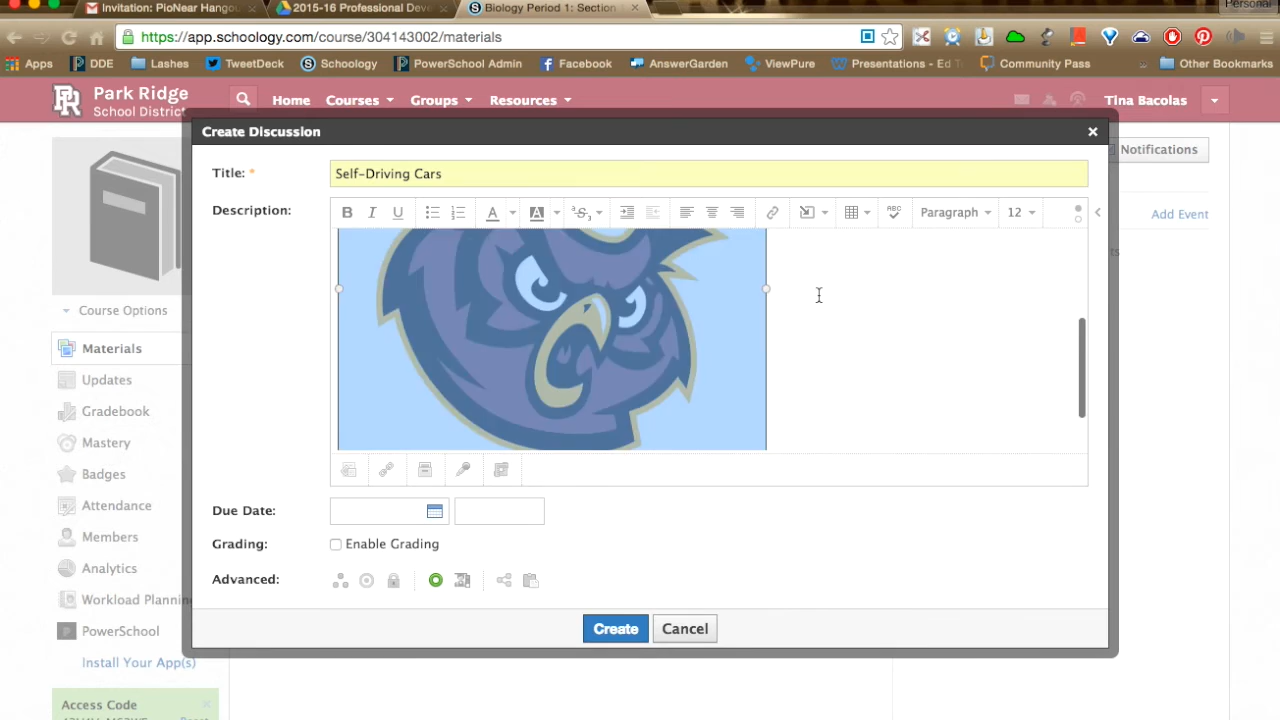 Invitation: PioNear Hangou
2015-16 Professional Dev
Biology Period 1: Section
Personal
https://app.schoology.com/course/304143002/materials
Apps
DDE
Lashes
TweetDeck
Schoology
PowerSchool Admin
Facebook
AnswerGarden
ViewPure
Presentations - Ed T
Community Pass
Other Bookmarks
PR
Park Ridge
School District
Home
Courses
Groups
Resources
Tina Bacolas
Create Discussion
Notifications
Title: *
Self-Driving Cars
Description:
B I U
A
A
S
ABC
Paragraph
12
Add Event
Course Options
Materials
Updates
Gradebook
Mastery
Badges
Attendance
Members
Analytics
Workload Plannin
PowerSchool
Install Your App(s)
Due Date:
Grading:
Enable Grading
Advanced:
Create
Cancel
Access Code